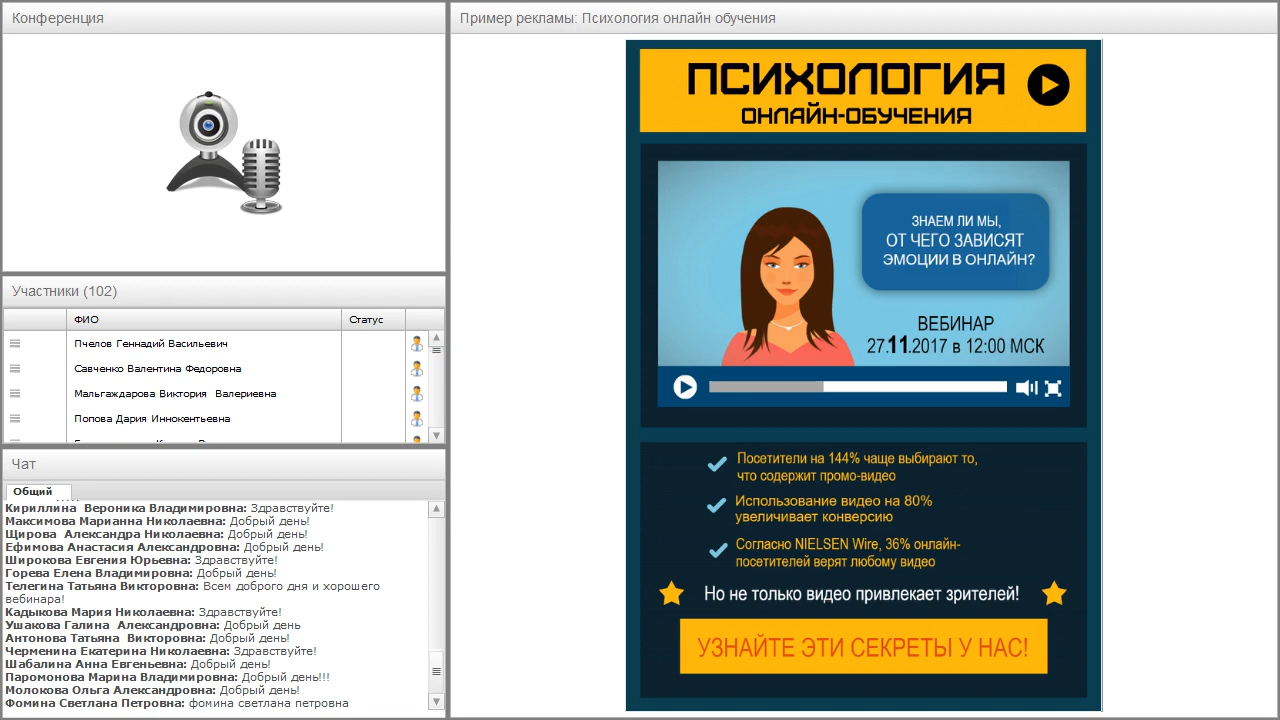 Конференция
Участники (102)
ФИО
Статус
Попов Геннадий Васильевич
Савченко Валентина Федоровна
Мальгаждарова Виктория Валериевна
Попова Дария Иннокентьевна
Чат
Общий
Кириллина Вероника Владимировна: Здравствуйте!
Максимова Марианна Николаевна: Добрый день!
Щирова Александра Николаевна: Добрый день!
Ефимова Анастасия Александровна: Добрый день!
Широкова Евгения Юрьевна: Здравствуйте!
Горева Елена Владимировна: Добрый день!
Телегина Татьяна Викторовна: Всем доброго дня и хорошего
вебинара!
Кадыкова Мария Николаевна: Здравствуйте!
Ушакова Галина Александровна: Добрый день
Антонова Татьяна Викторовна: Добрый день!
Черменина Екатерина Николаевна: Здравствуйте!
Шабалина Анна Евгеньевна: Добрый день!
Паромонова Марина Владимировна: Добрый день!!!
Молокова Ольга Александровна: Добрый день!
Фомина Светлана Петровна: фомина светлана петровна
Пример рекламы: Психология онлайн обучения
ПСИХОЛОГИЯ
ОНЛАЙН-ОБУЧЕНИЯ
ЗНАЕМ ЛИ МЫ,
ОТ ЧЕГО ЗАВИСЯТ
ЭМОЦИИ В ОНЛАЙН?
ВЕБИНАР
27.11.2017 в 12:00 МСК
Посетители на 144% чаще выбирают то,
что содержит промо-видео
Использование видео на 80%
увеличивает конверсию
Согласно NIELSEN Wire, 36% онлайн-
посетителей верят любому видео
Но не только видео привлекает зрителей!
УЗНАЙТЕ ЭТИ СЕКРЕТЫ У НАС!